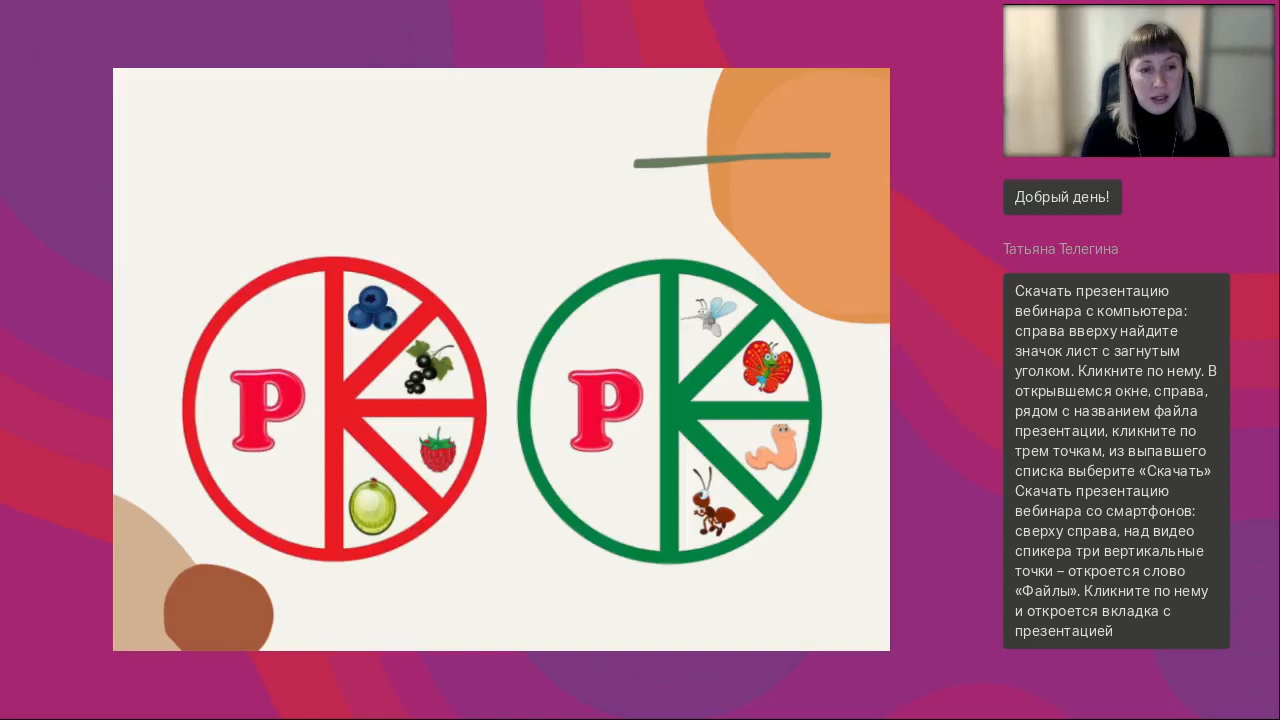 Р
Р
Добрый день!
Татьяна Телегина
Скачать презентацию
вебинара с компьютера:
справа вверху найдите
значок лист с загнутым
уголком. Кликните по нему. В
открывшемся окне, справа,
рядом с названием файла
презентации, кликните по
трем точкам, из выпавшего
списка выберите «Скачать»
Скачать презентацию
вебинара со смартфонов:
сверху справа, над видео
спикера три вертикальные
точки – откроется слово
«Файлы». Кликните по нему
и откроется вкладка с
презентацией